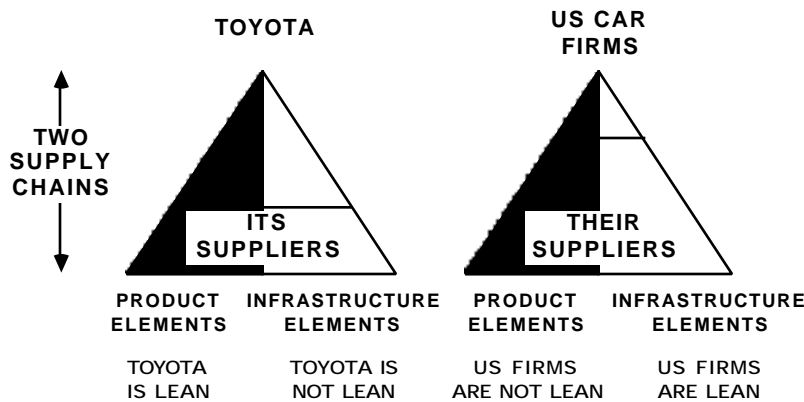 TOYOTA
US CAR
FIRMS
TWO
SUPPLY
CHAINS
ITS
SUPPLIERS
THEIR
SUPPLIERS
PRODUCT
ELEMENTS
INFRASTRUCTURE
ELEMENTS
PRODUCT
ELEMENTS
INFRASTRUCTURE
ELEMENTS
TOYOTA
IS LEAN
TOYOTA IS
NOT LEAN
US FIRMS
ARE NOT LEAN
US FIRMS
ARE LEAN